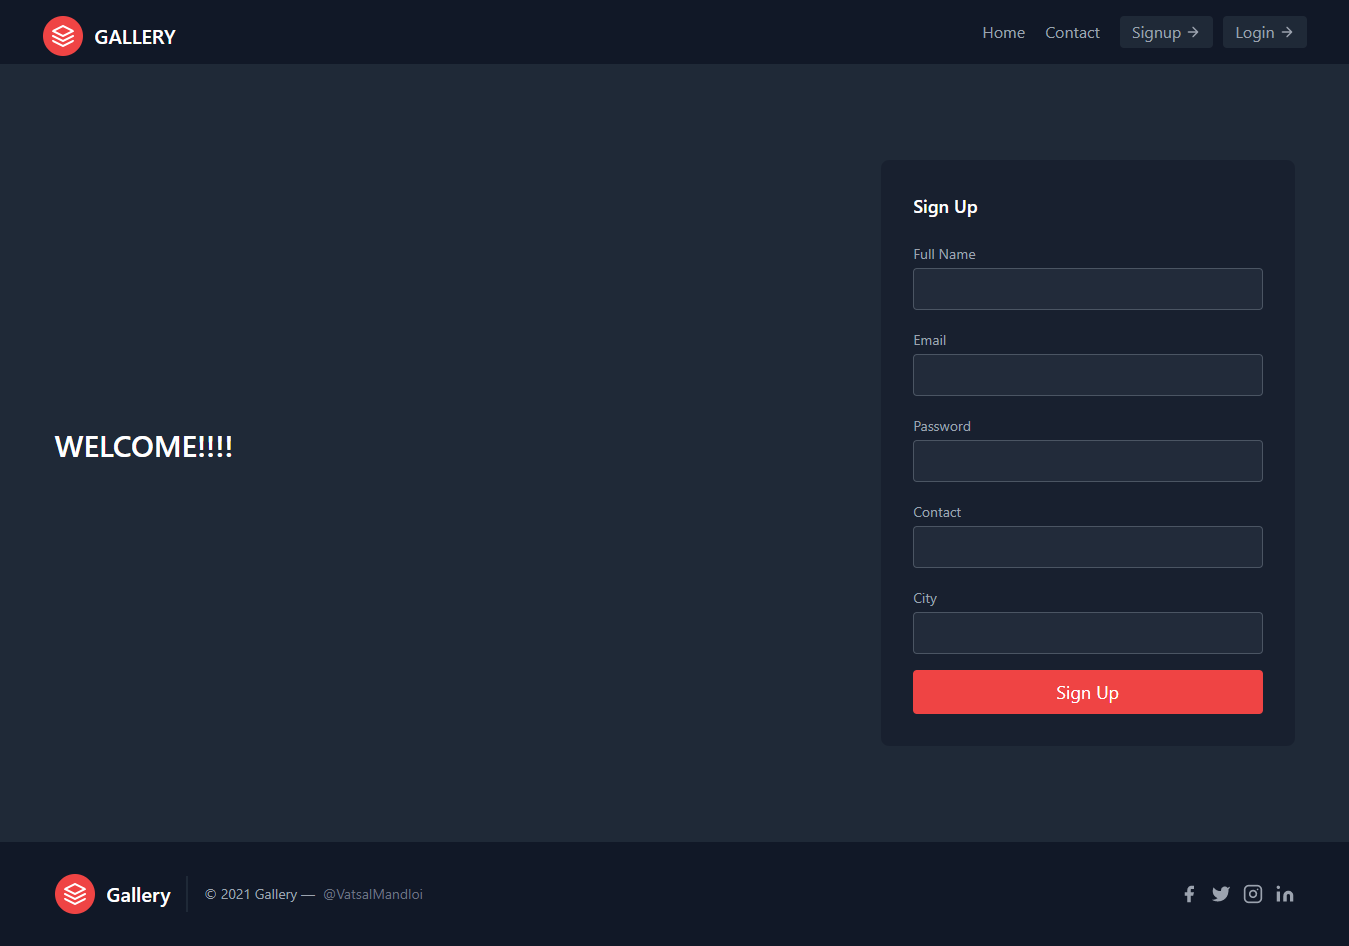 GALLERY
Home Contact Signup → Login →
WELCOME!!!!
Sign Up
Full Name
Email
Password
Contact
City
Sign Up
Gallery
© 2021 Gallery — @VatsalMandloi